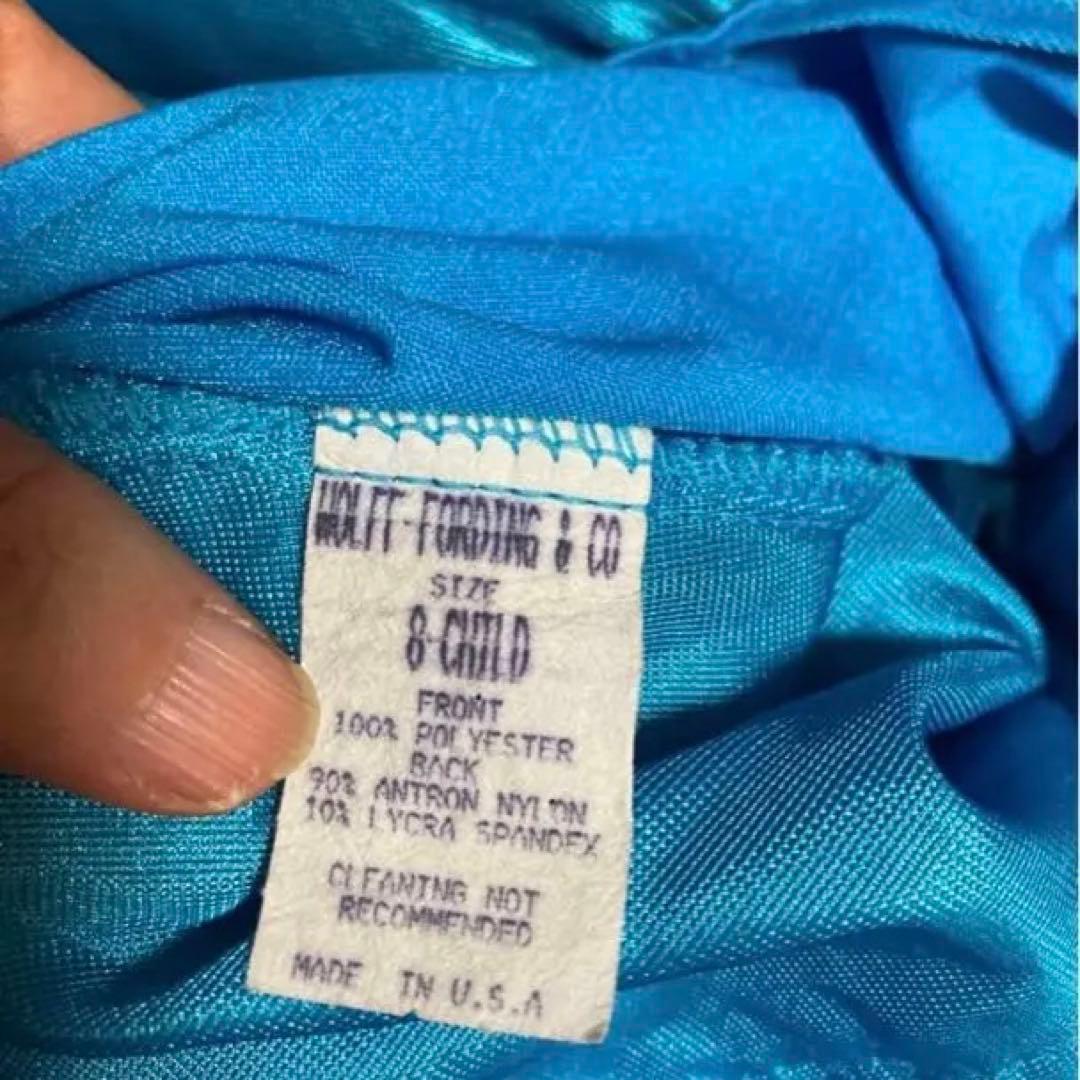 WOLFF-FORDING & CO
SIZE
8-CHILD
FRONT
100% POLYESTER
BACK
90% ANTRON NYLON
10% LYCRA SPANDEX
CLEANING NOT
RECOMMENDED
MADE IN U.S.A